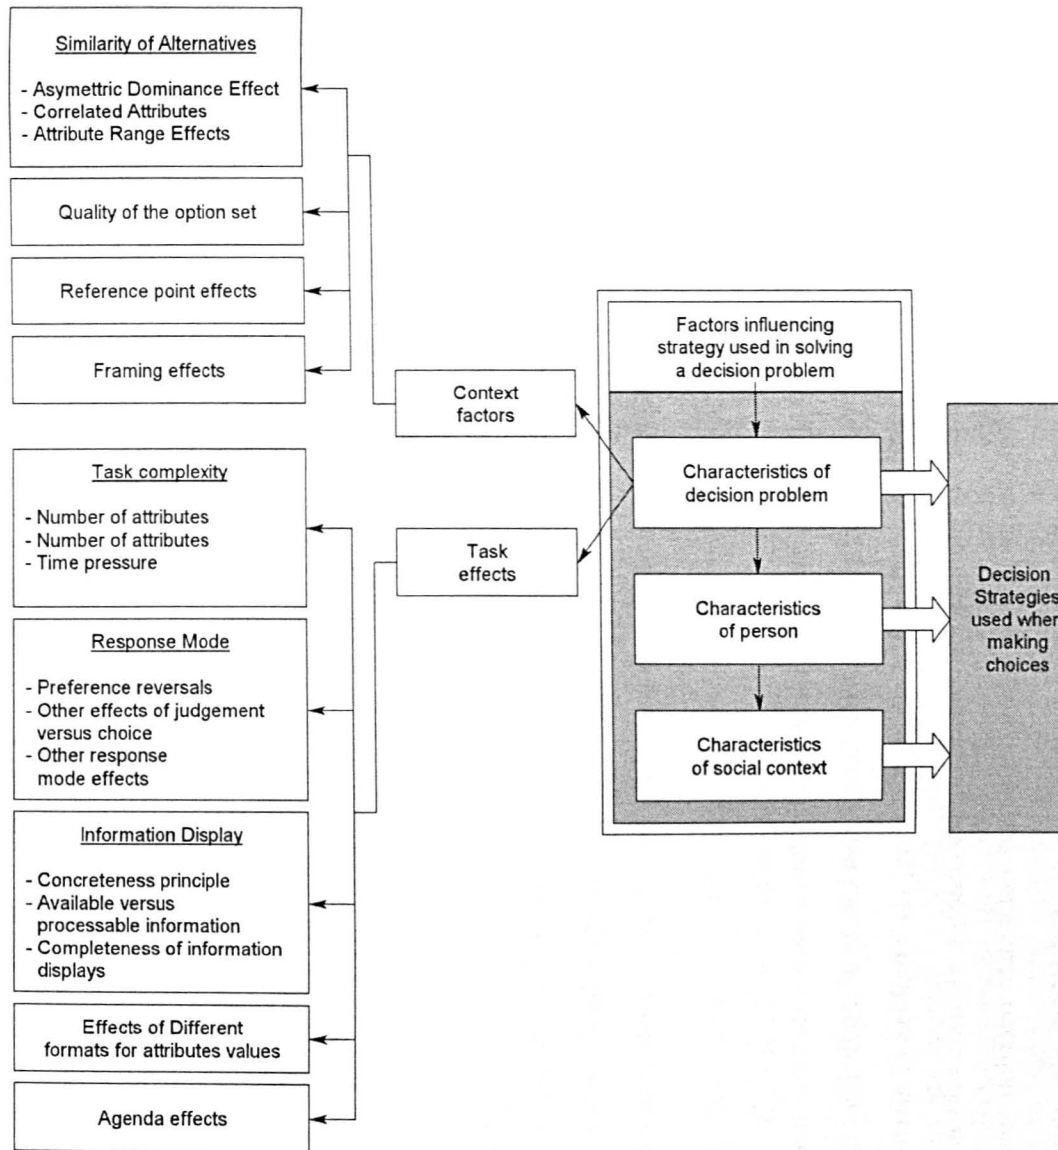 Similarity of Alternatives
- Asymettric Dominance Effect
- Correlated Attributes
- Attribute Range Effects
Quality of the option set
Reference point effects
Framing effects
Task complexity
- Number of attributes
- Number of attributes
- Time pressure
Response Mode
- Preference reversals
- Other effects of judgement
versus choice
- Other response
mode effects
Information Display
- Concreteness principle
- Available versus
processable information
- Completeness of information
displays
Effects of Different
formats for attributes values
Agenda effects
Context
factors
Task
effects
Factors influencing
strategy used in solving
a decision problem
Characteristics of
decision problem
Characteristics
of person
Characteristics
of social context
Decision
Strategies
used when
making
choices